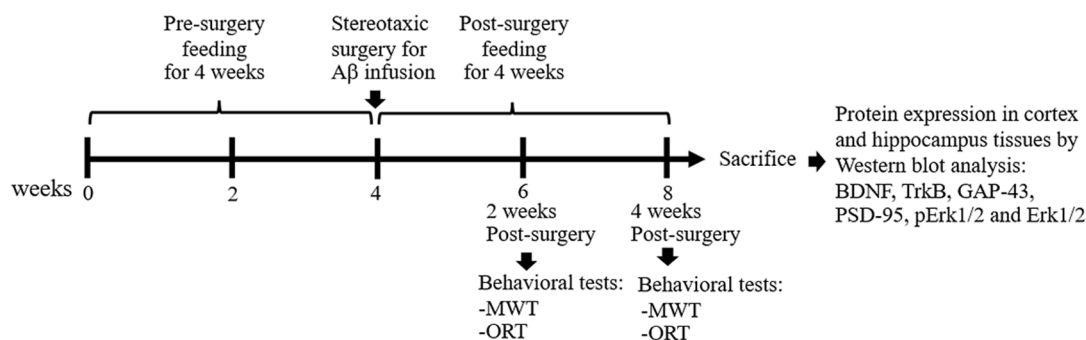 Pre-surgery
feeding
for 4 weeks
Stereotaxic
surgery for
Aβ infusion
Post-surgery
feeding
for 4 weeks
weeks
0
2
4
6
8
2 weeks
Post-surgery
4 weeks
Post-surgery
Behavioral tests:
-MWT
-ORT
Behavioral tests:
-MWT
-ORT
Sacrifice
Protein expression in cortex
and hippocampus tissues by
Western blot analysis:
BDNF, TrkB, GAP-43,
PSD-95, pErk1/2 and Erk1/2